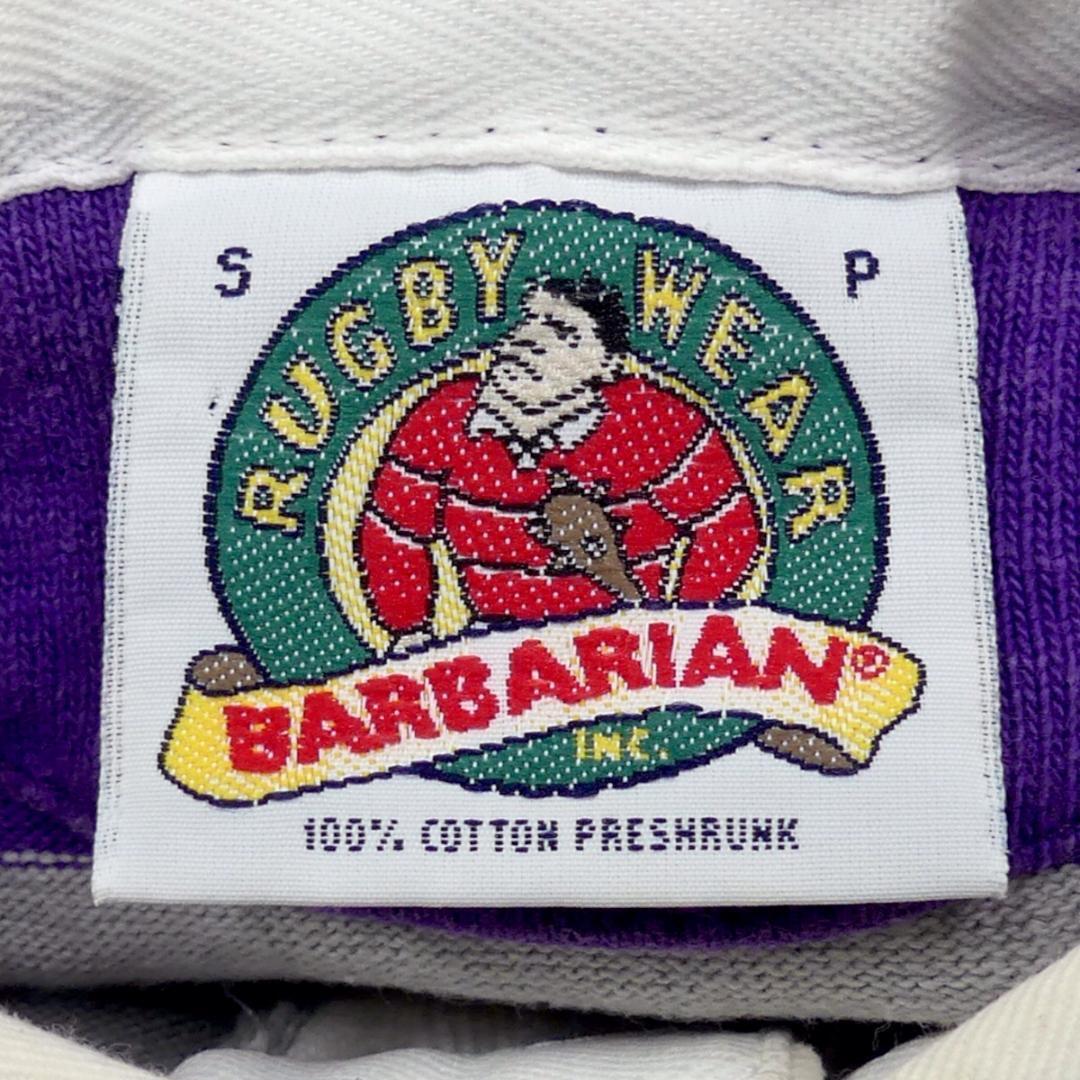 S P
RUGBY WEAR
BARBARIAN®
INC.
100% COTTON PRESHRUNK